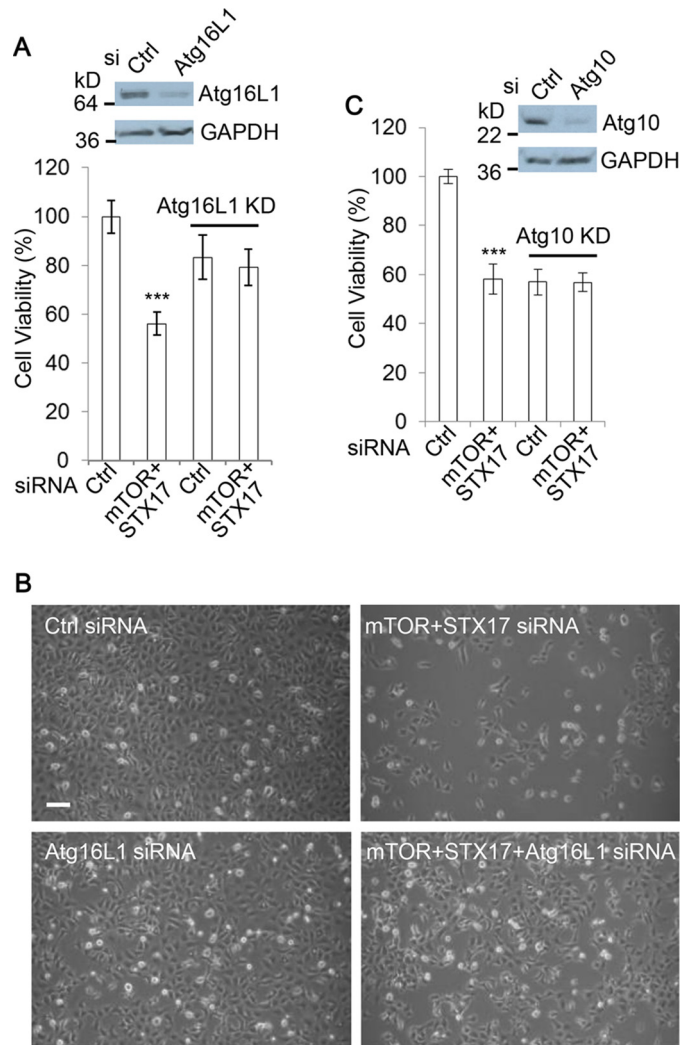 A
si Ctrl Atg16L1
kD
64
Atg16L1
36
GAPDH
120
100
80
60
40
20
0
Cell Viability (%)
***
Atg16L1 KD
siRNA
Ctrl
mTOR+
STX17
Ctrl
mTOR+
STX17
C
si Ctrl Atg10
kD
22
Atg10
36
GAPDH
120
100
80
60
40
20
0
Cell Viability (%)
***
Atg10 KD
siRNA
Ctrl
mTOR+
STX17
Ctrl
mTOR+
STX17
B
Ctrl siRNA
mTOR+STX17 siRNA
Atg16L1 siRNA
mTOR+STX17+Atg16L1 siRNA